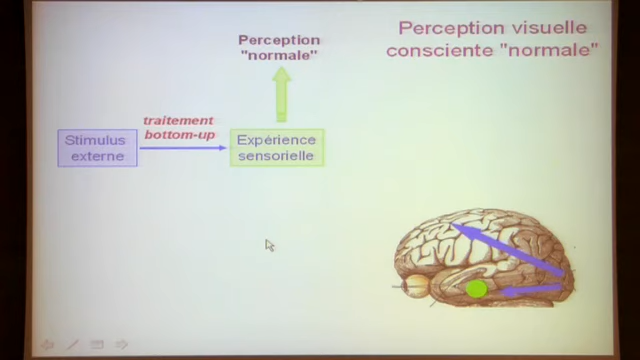 Perception visuelle
consciente "normale"
Perception
"normale"
traitement
bottom-up
Stimulus
externe
Expérience
sensorielle